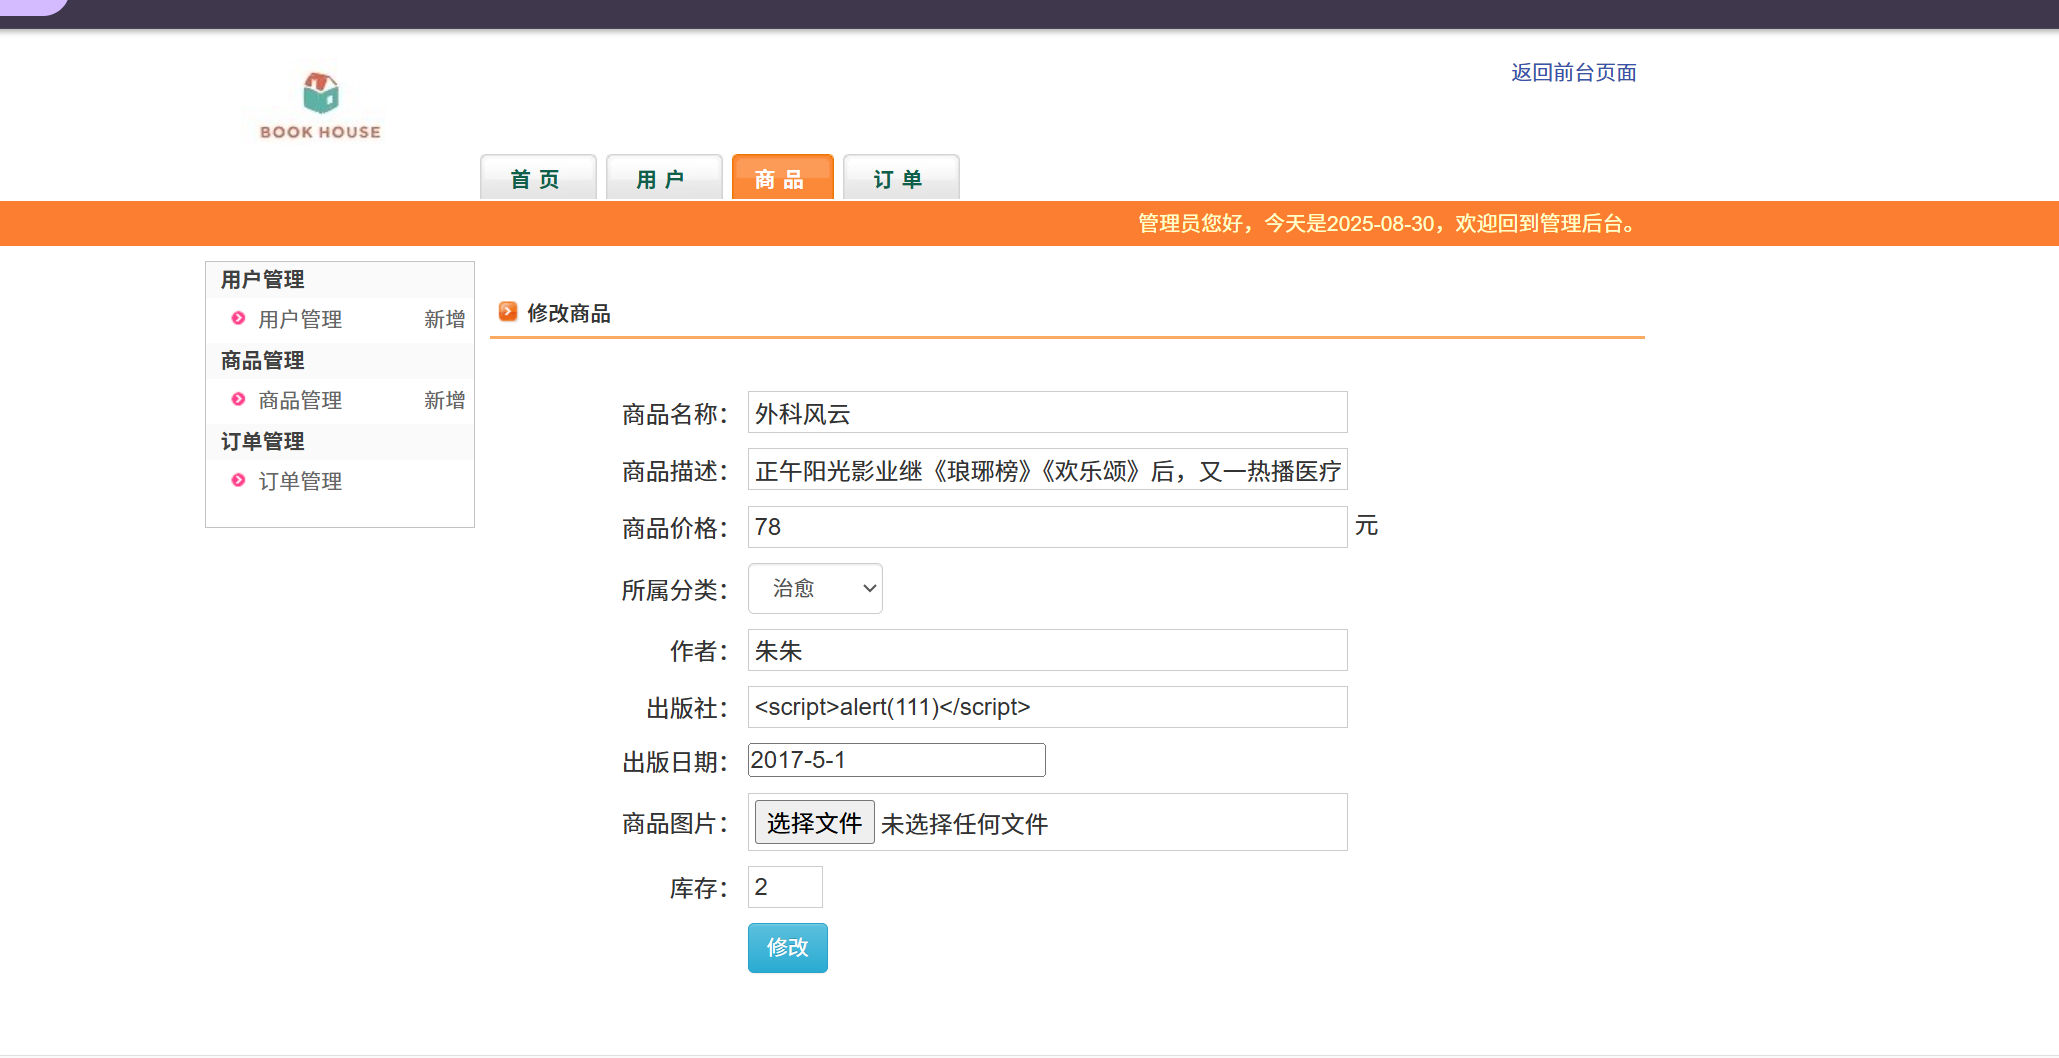 返回前台页面
BOOK HOUSE
首页 用户 商品 订单
管理员您好，今天是2025-08-30，欢迎回到管理后台。
用户管理
用户管理 新增
商品管理
商品管理 新增
订单管理
订单管理
修改商品
商品名称： 外科风云
商品描述： 正午阳光影业继《琅琊榜》《欢乐颂》后，又一热播医疗
商品价格： 78 元
所属分类： 治愈
作者： 朱朱
出版社： <script>alert(111)</script>
出版日期： 2017-5-1
商品图片： 选择文件 未选择任何文件
库存： 2
修改